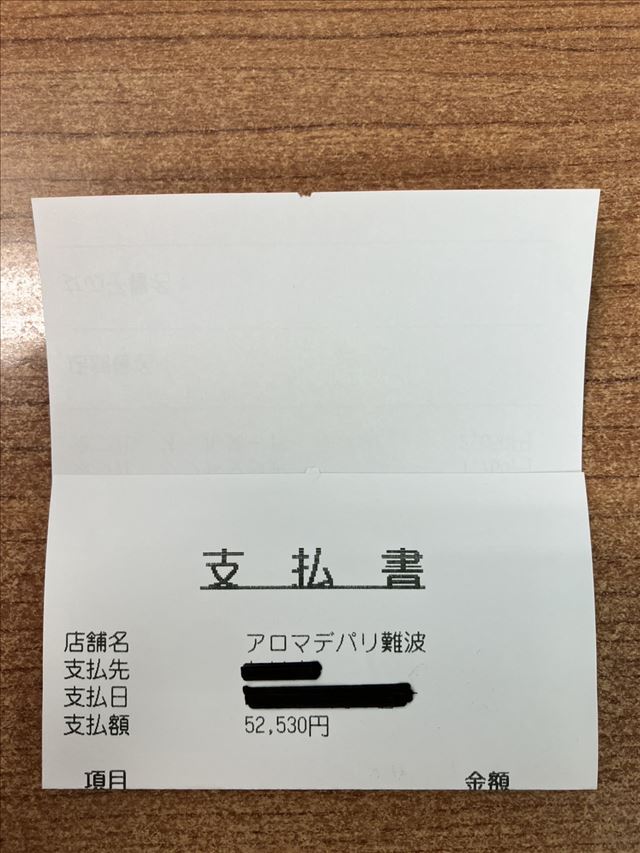 支払書
店舗名 アロマデパリ難波
支払先
支払日
支払額 52,530円
項目 金額